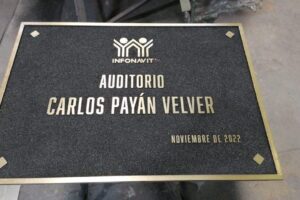 INFONAVIT
AUDITORIO
CARLOS PAYÁN VELVER
NOVIEMBRE DE 2022